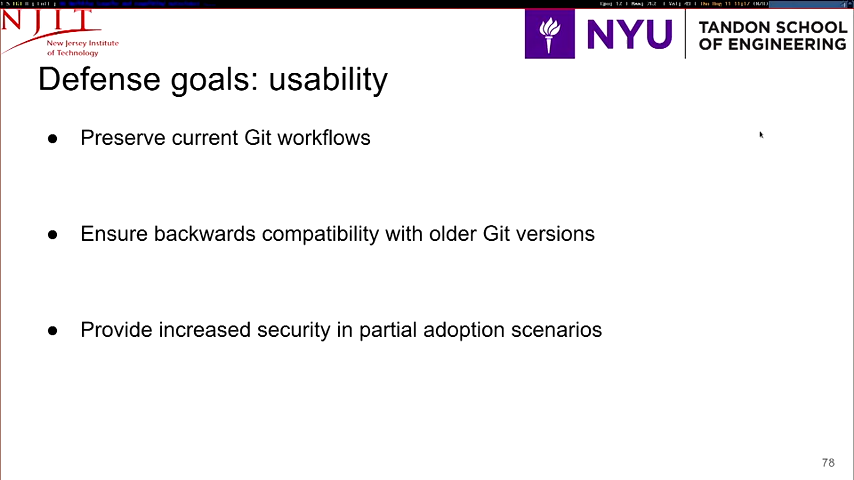 NJIT
New Jersey Institute
of Technology
NYU
TANDON SCHOOL
OF ENGINEERING
Defense goals: usability
● Preserve current Git workflows
● Ensure backwards compatibility with older Git versions
● Provide increased security in partial adoption scenarios
78